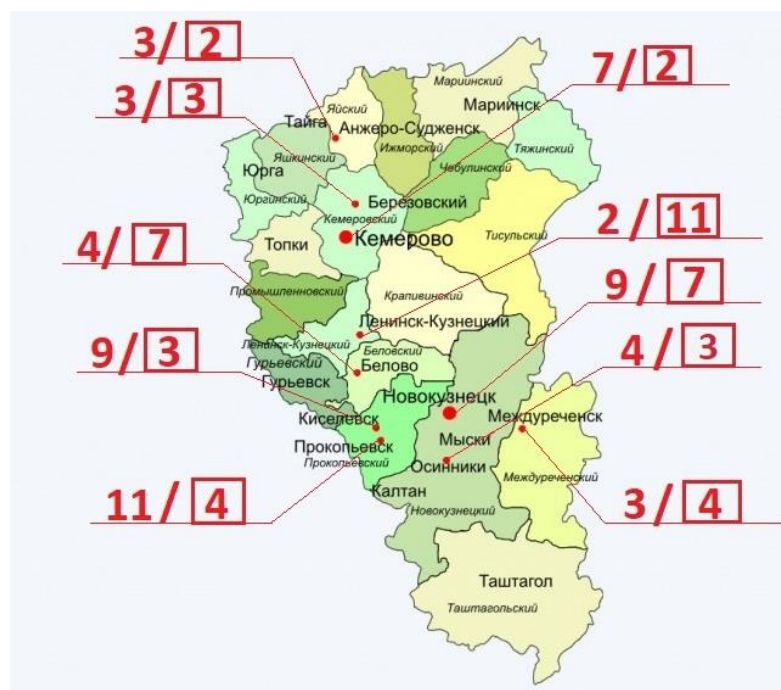 3/ 2
7/ 2
Мариинский
3/ 3
Мариинск
Яйский
Тайга
Анжеро-Судженск
Ижморский
Тяжинский
Яшкинский
Чебулинский
Юрга
Юргинский
Берёзовский
Кемеровский
2/ 11
4/ 7
Топки
Кемерово
Тисульский
Промышленновский
Крапивинский
9/ 7
Ленинск-Кузнецкий
Ленинск-Кузнецкий
Беловский
9/ 3
Гурьевский
Белово
4/ 3
Гурьевск
Новокузнецк
Киселевск
Междуреченск
Прокопьевск
Мыски
Прокопьевский
Осинники
Междуреченский
11/ 4
Калтан
Новокузнецкий
3/ 4
Таштагол
Таштагольский